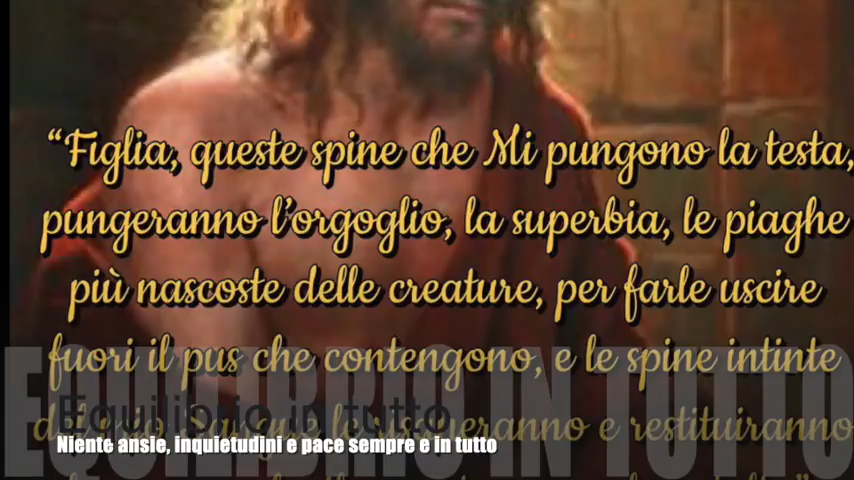 “Figlia, queste spine che Mi pungono la testa,
pungeranno l’orgoglio, la superbia, le piaghe
più nascoste delle creature, per farle uscire
fuori il pus che contengono, e le spine intinte
e restituiranno
EQUILIBRIO IN TUTTO
Equilibrio in tutto
Niente ansie, inquietudini e pace sempre e in tutto